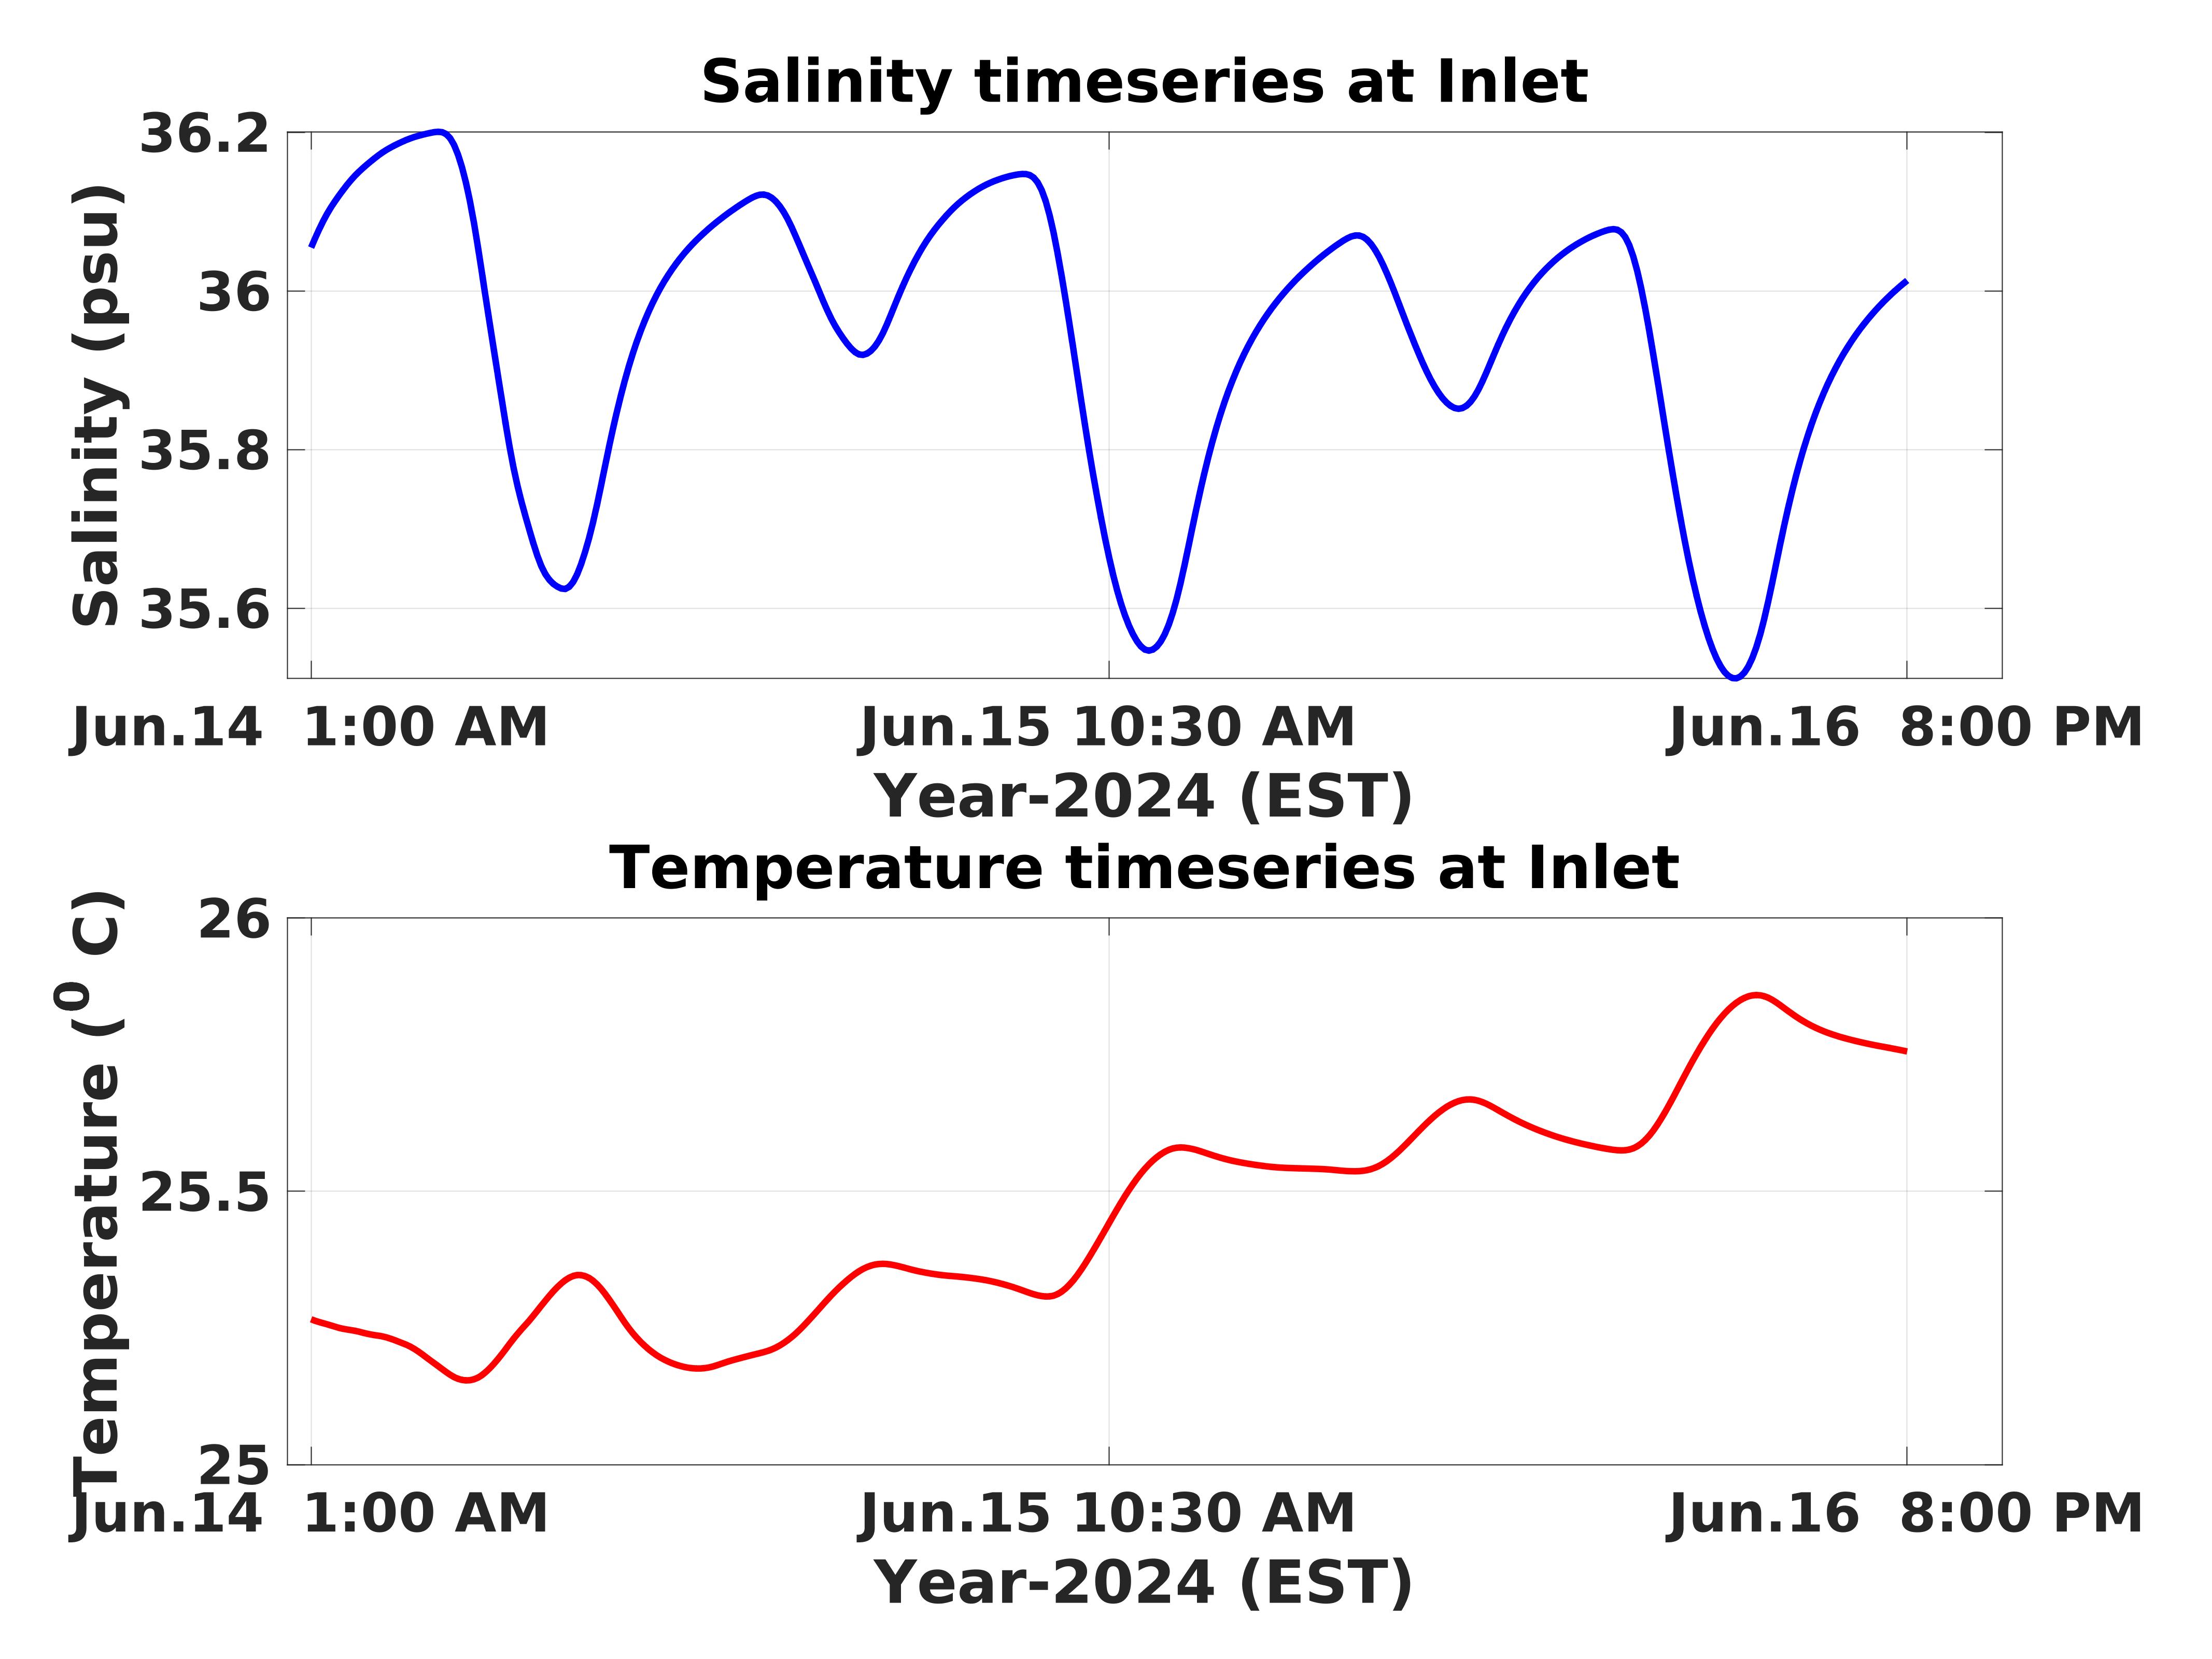 Salinity timeseries at Inlet
Salinity (psu)
36.2
36
35.8
35.6
Jun.14  1:00 AM
Jun.15 10:30 AM
Jun.16  8:00 PM
Year-2024 (EST)
Temperature timeseries at Inlet
Temperature (⁰ C)
26
25.5
25
Jun.14  1:00 AM
Jun.15 10:30 AM
Jun.16  8:00 PM
Year-2024 (EST)